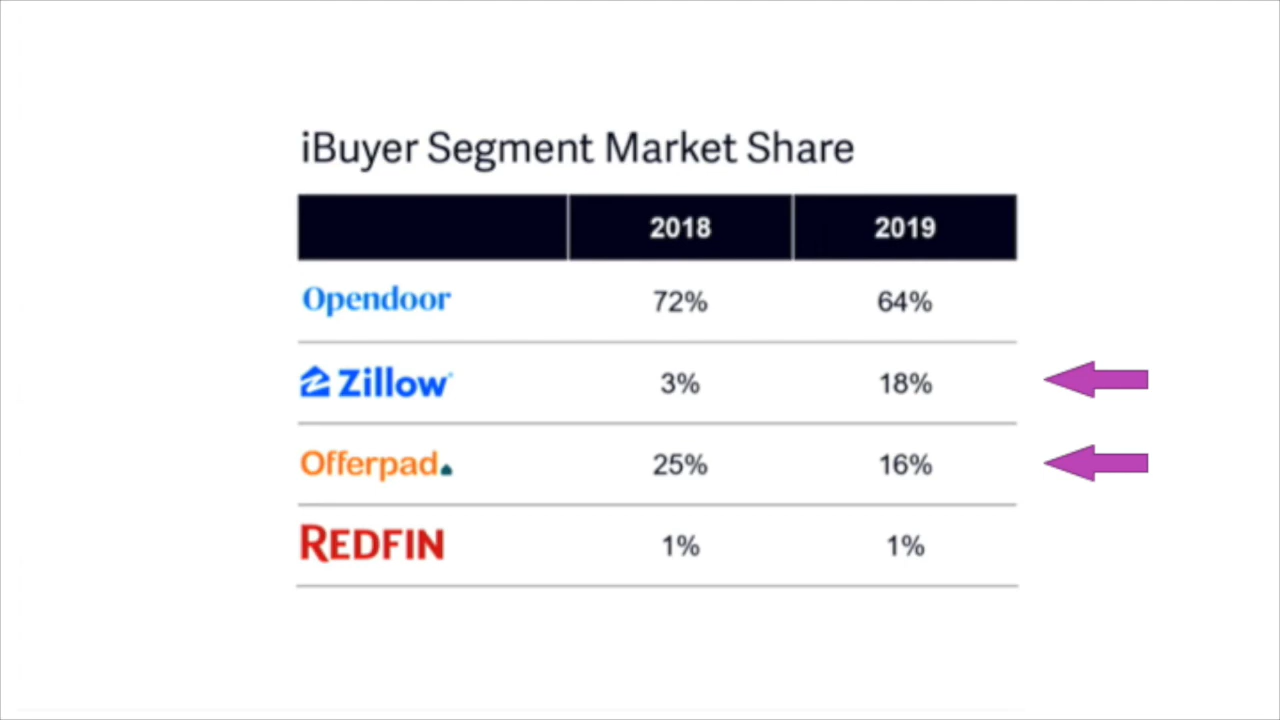 iBuyer Segment Market Share
2018 2019
Opendoor 72% 64%
Zillow 3% 18%
Offerpad 25% 16%
REDFIN 1% 1%